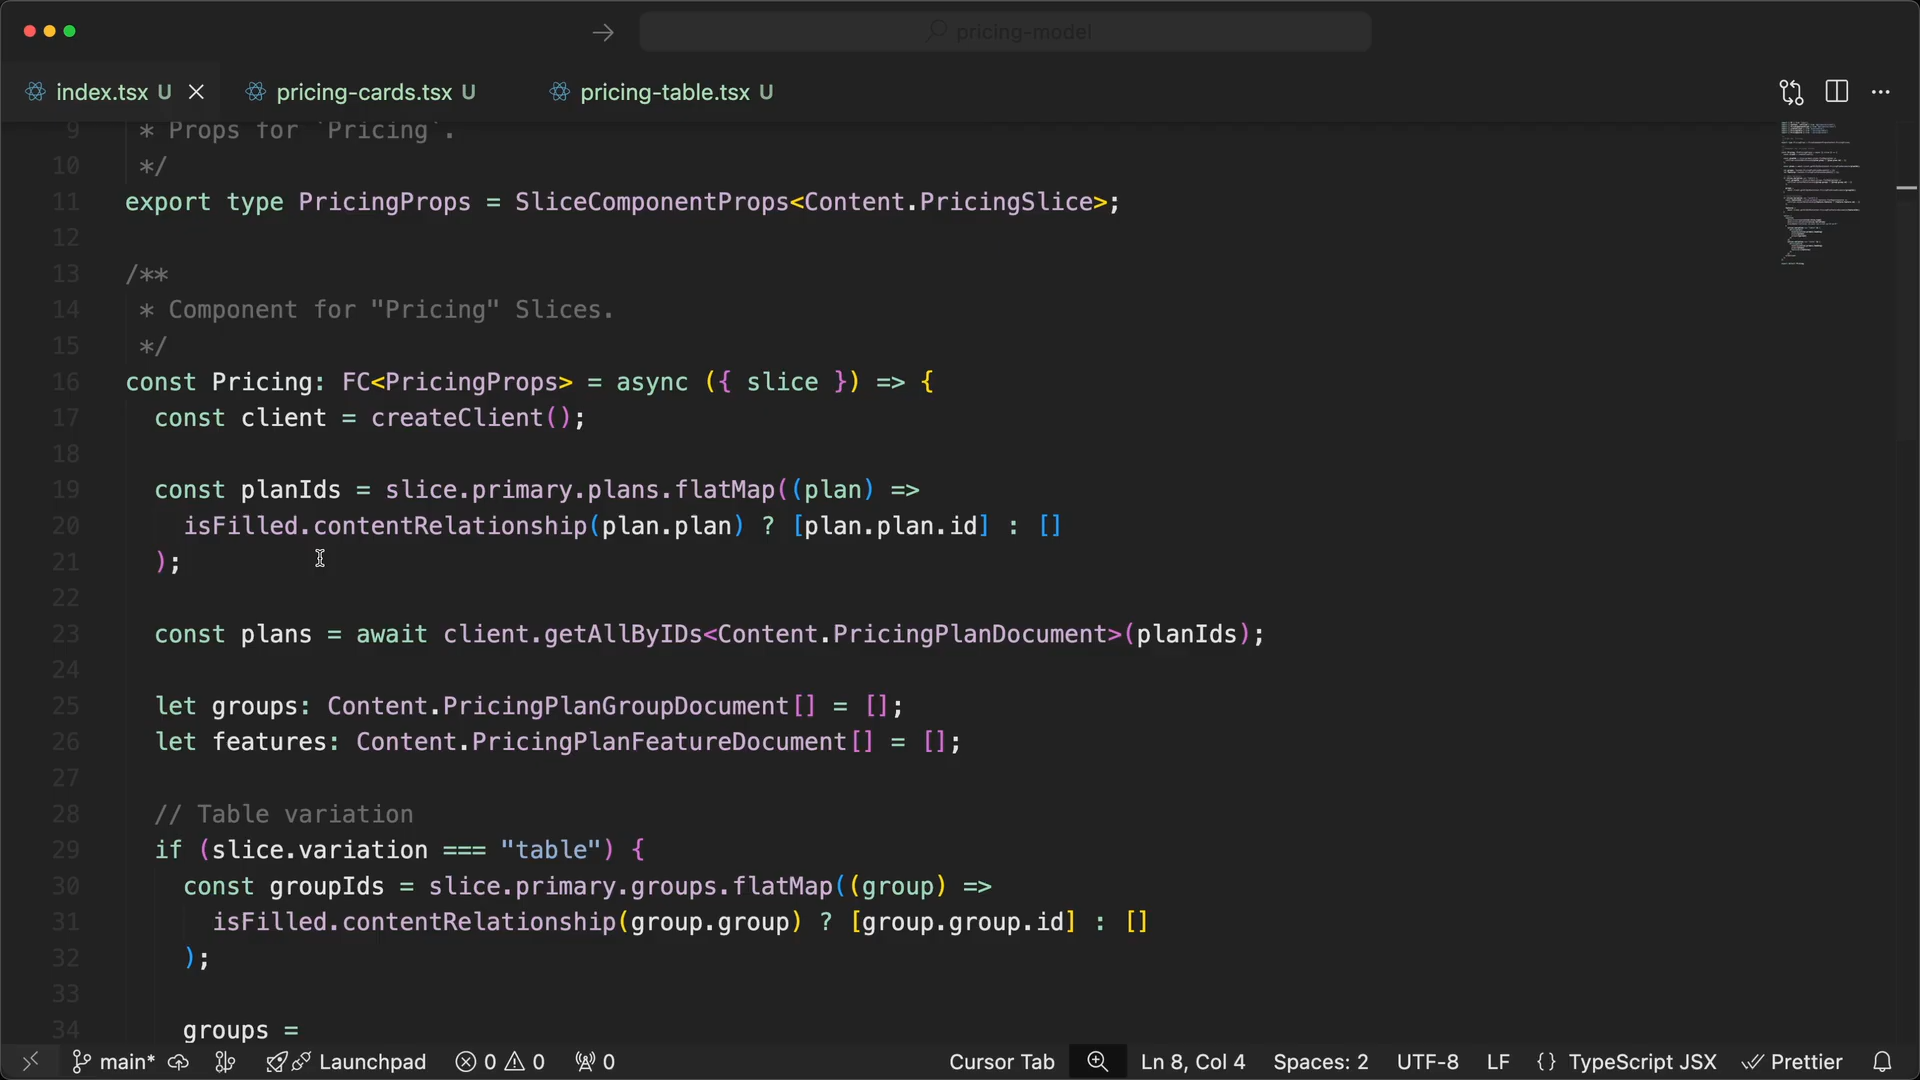 pricing-model
index.tsx U
pricing-cards.tsx U
pricing-table.tsx U
9 * Props for `Pricing`.
10 */
11 export type PricingProps = SliceComponentProps<Content.PricingSlice>;
12
13 /**
14 * Component for "Pricing" Slices.
15 */
16 const Pricing: FC<PricingProps> = async ({ slice }) => {
17 const client = createClient();
18
19 const planIds = slice.primary.plans.flatMap((plan) =>
20 isFilled.contentRelationship(plan.plan) ? [plan.plan.id] : []
21 );
22
23 const plans = await client.getAllByIDs<Content.PricingPlanDocument>(planIds);
24
25 let groups: Content.PricingPlanGroupDocument[] = [];
26 let features: Content.PricingPlanFeatureDocument[] = [];
27
28 // Table variation
29 if (slice.variation === "table") {
30 const groupIds = slice.primary.groups.flatMap((group) =>
31 isFilled.contentRelationship(group.group) ? [group.group.id] : []
32 );
33
34 groups =
main* Launchpad 0 0 0 Cursor Tab Ln 8, Col 4 Spaces: 2 UTF-8 LF {} TypeScript JSX Prettier